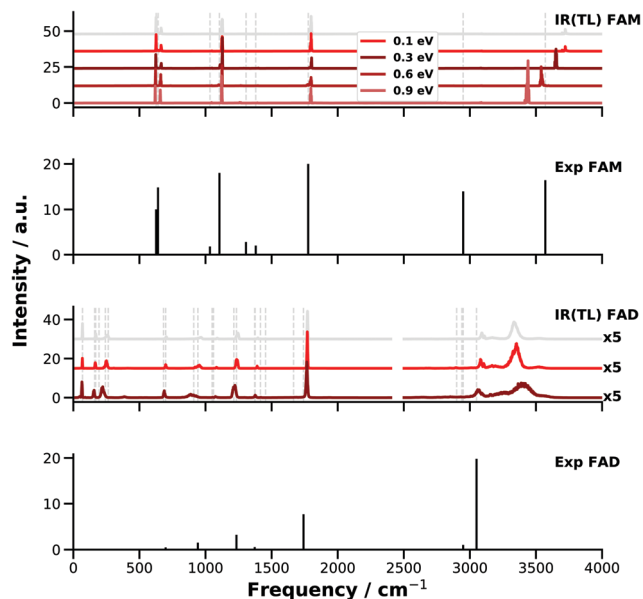 IR(TL) FAM
50
25
0
0.1 eV
0.3 eV
0.6 eV
0.9 eV
Exp FAM
20
10
0
Intensity / a.u.
IR(TL) FAD
40
20
0
x5
x5
x5
Exp FAD
20
10
0
0 500 1000 1500 2000 2500 3000 3500 4000
Frequency / cm⁻¹